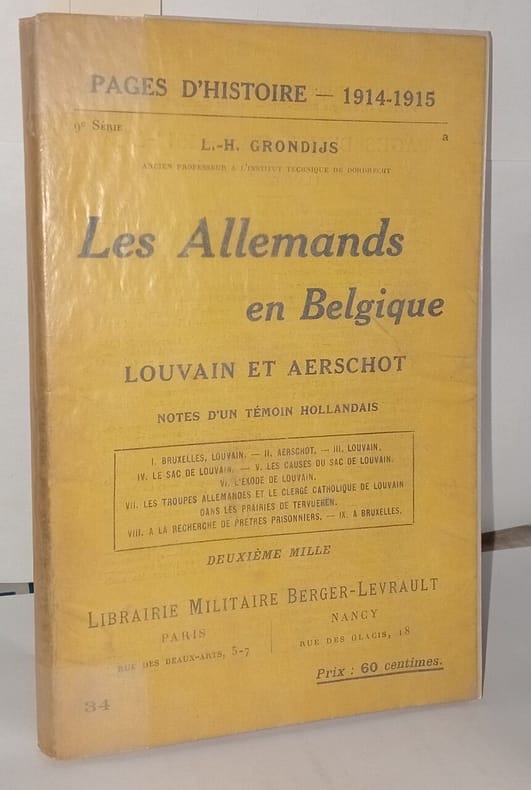 PAGES D'HISTOIRE — 1914-1915
9e SÉRIE
a
L.-H. GRONDIJS
ANCIEN PROFESSEUR A L'INSTITUT TECHNIQUE DE DORDRECHT
Les Allemands
en Belgique
LOUVAIN ET AERSCHOT
NOTES D'UN TÉMOIN HOLLANDAIS
I. BRUXELLES, LOUVAIN. — II. AERSCHOT. — III. LOUVAIN.
IV. LE SAC DE LOUVAIN. — V. LES CAUSES DU SAC DE LOUVAIN.
VI. L'EXODE DE LOUVAIN.
VII. LES TROUPES ALLEMANDES ET LE CLERGÉ CATHOLIQUE DE LOUVAIN
DANS LES PRAIRIES DE TERVUEREN.
VIII. A LA RECHERCHE DE PRÊTRES PRISONNIERS. — IX. A BRUXELLES.
DEUXIÈME MILLE
LIBRAIRIE MILITAIRE BERGER-LEVRAULT
PARIS
RUE DES BEAUX-ARTS, 5-7
NANCY
RUE DES GLACIS, 18
Prix : 60 centimes.
34